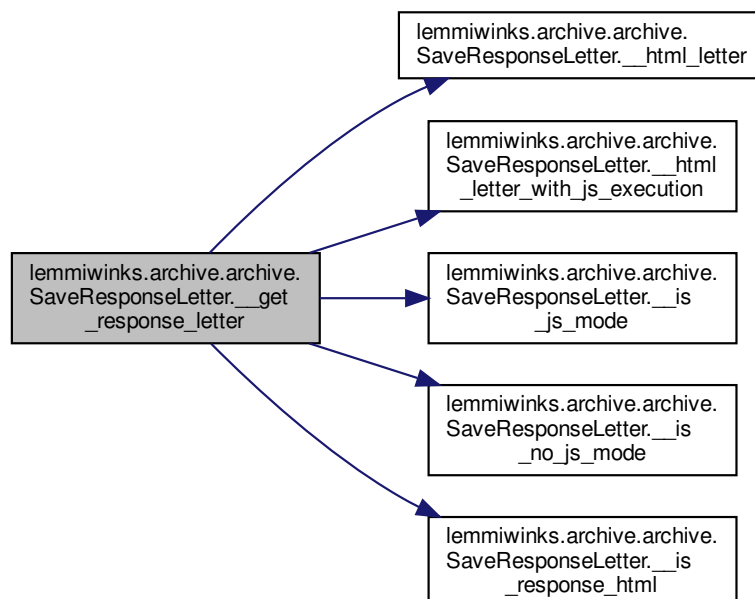 lemmiwinks.archive.archive.
SaveResponseLetter.__html_letter
lemmiwinks.archive.archive.
SaveResponseLetter.__html
_letter_with_js_execution
lemmiwinks.archive.archive.
SaveResponseLetter.__get
_response_letter
lemmiwinks.archive.archive.
SaveResponseLetter.__is
_js_mode
lemmiwinks.archive.archive.
SaveResponseLetter.__is
_no_js_mode
lemmiwinks.archive.archive.
SaveResponseLetter.__is
_response_html